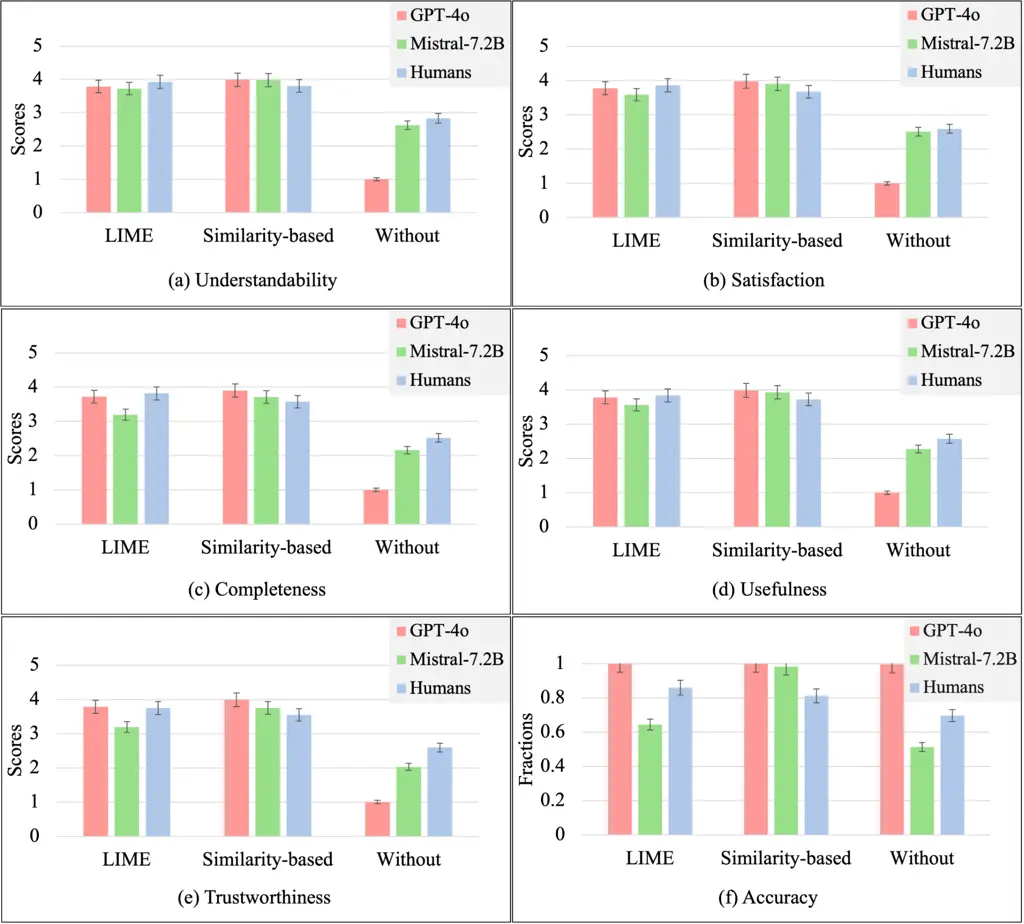 GPT-4o
Mistral-7.2B
Humans
5
4
3
2
1
0
Scores
LIME Similarity-based Without
(a) Understandability
GPT-4o
Mistral-7.2B
Humans
5
4
3
2
1
0
Scores
LIME Similarity-based Without
(b) Satisfaction
GPT-4o
Mistral-7.2B
Humans
5
4
3
2
1
0
Scores
LIME Similarity-based Without
(c) Completeness
GPT-4o
Mistral-7.2B
Humans
5
4
3
2
1
0
Scores
LIME Similarity-based Without
(d) Usefulness
GPT-4o
Mistral-7.2B
Humans
5
4
3
2
1
0
Scores
LIME Similarity-based Without
(e) Trustworthiness
GPT-4o
Mistral-7.2B
Humans
1
0.8
0.6
0.4
0.2
0
Fractions
LIME Similarity-based Without
(f) Accuracy